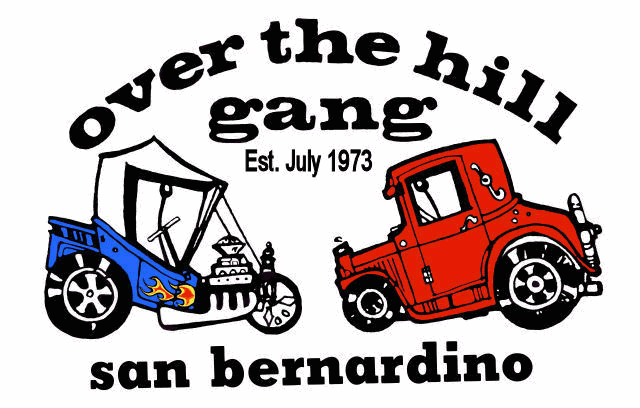 over the hill
gang
Est. July 1973
san bernardino